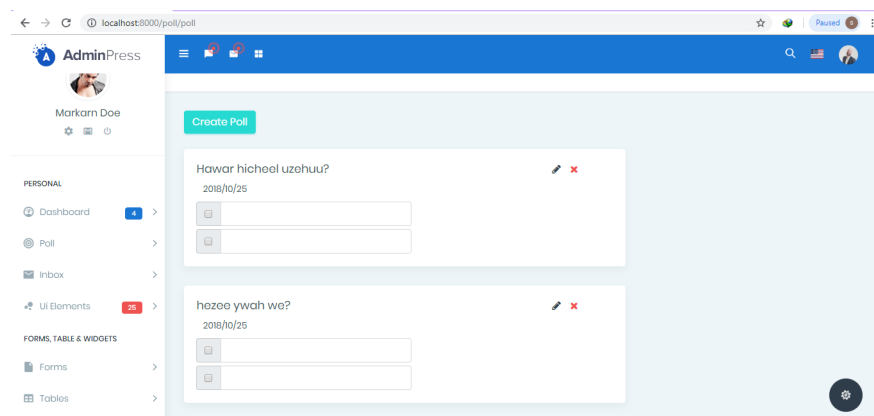 localhost:8000/poll/poll
Paused
AdminPress
Markarn Doe
PERSONAL
Dashboard 4
Poll
Inbox
Ui Elements 25
FORMS, TABLE & WIDGETS
Forms
Tables
Create Poll
Hawar hicheel uzehuu?
2018/10/25
hezee ywah we?
2018/10/25